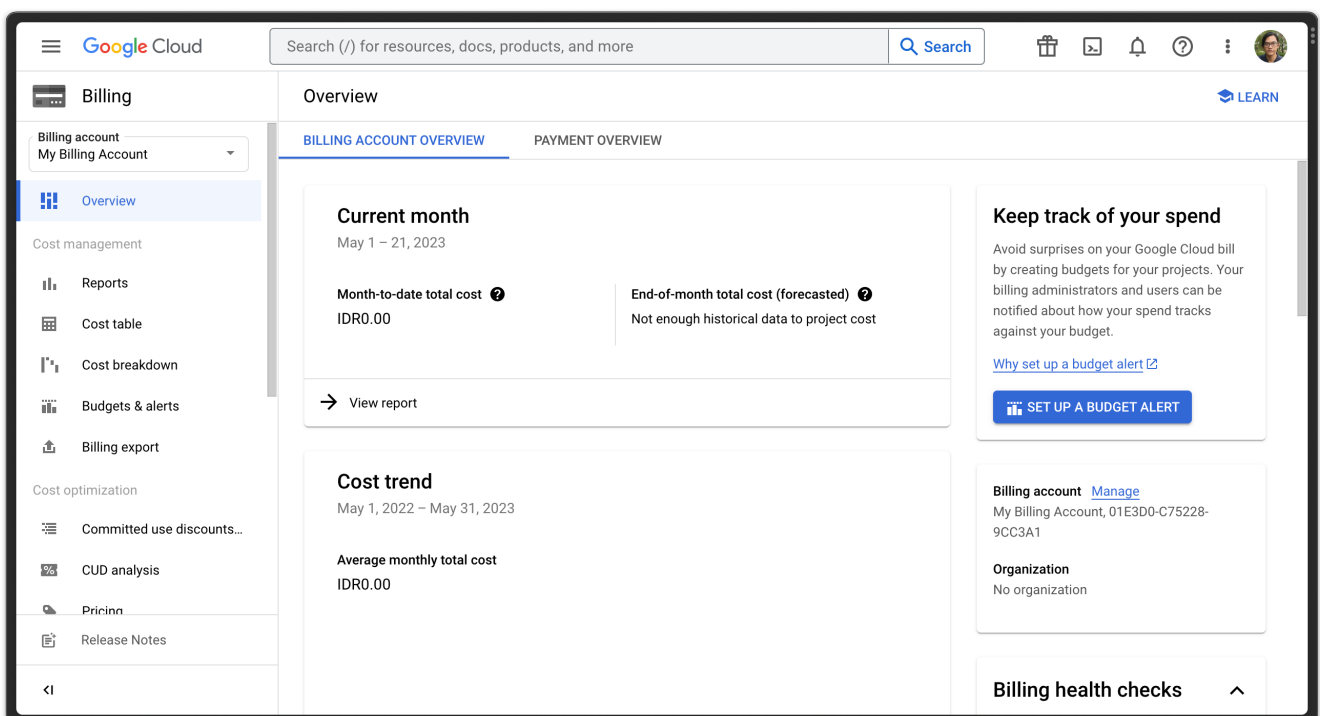 Google Cloud
Search (/) for resources, docs, products, and more
Search
Billing
Overview
LEARN
Billing account
My Billing Account
BILLING ACCOUNT OVERVIEW
PAYMENT OVERVIEW
Overview
Cost management
Reports
Cost table
Cost breakdown
Budgets & alerts
Billing export
Cost optimization
Committed use discounts...
CUD analysis
Pricing
Release Notes
Current month
May 1 – 21, 2023
Month-to-date total cost
IDR0.00
End-of-month total cost (forecasted)
Not enough historical data to project cost
View report
Cost trend
May 1, 2022 – May 31, 2023
Average monthly total cost
IDR0.00
Keep track of your spend
Avoid surprises on your Google Cloud bill
by creating budgets for your projects. Your
billing administrators and users can be
notified about how your spend tracks
against your budget.
Why set up a budget alert
SET UP A BUDGET ALERT
Billing account Manage
My Billing Account, 01E3D0-C75228-
9CC3A1
Organization
No organization
Billing health checks